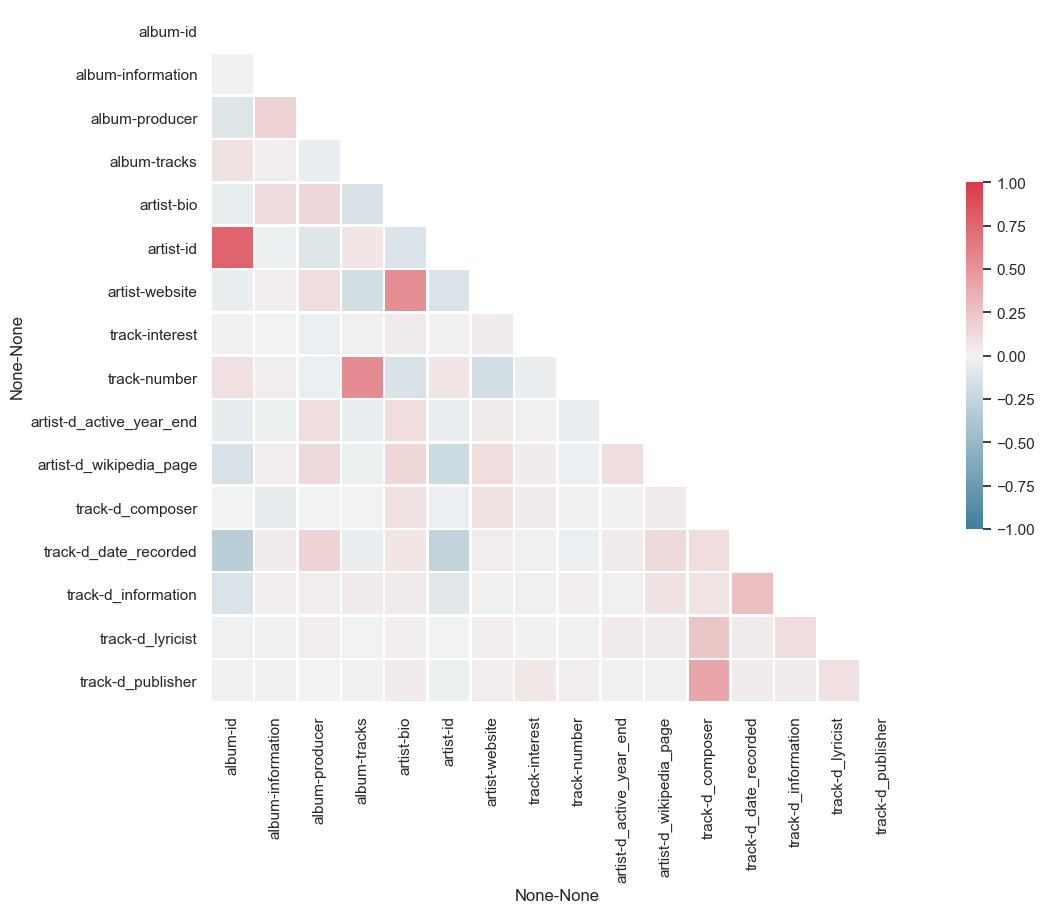 album-id
album-information
album-producer
album-tracks
artist-bio
artist-id
artist-website
track-interest
track-number
artist-d_active_year_end
artist-d_wikipedia_page
track-d_composer
track-d_date_recorded
track-d_information
track-d_lyricist
track-d_publisher
None-None
album-id
album-information
album-producer
album-tracks
artist-bio
artist-id
artist-website
track-interest
track-number
artist-d_active_year_end
artist-d_wikipedia_page
track-d_composer
track-d_date_recorded
track-d_information
track-d_lyricist
track-d_publisher
None-None
1.00
0.75
0.50
0.25
0.00
−0.25
−0.50
−0.75
−1.00